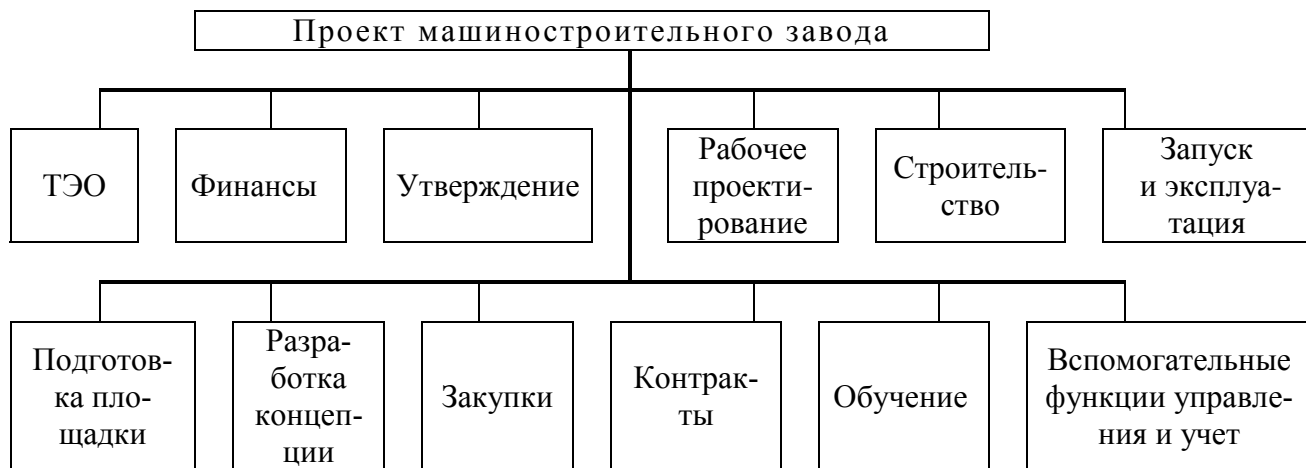 Проект машиностроительного завода
ТЭО
Финансы
Утверждение
Рабочее
проекти-
рование
Строитель-
ство
Запуск
и эксплуа-
тация
Подготов-
ка пло-
щадки
Разра-
ботка
концеп-
ции
Закупки
Контрак-
ты
Обучение
Вспомогательные
функции управле-
ния и учет